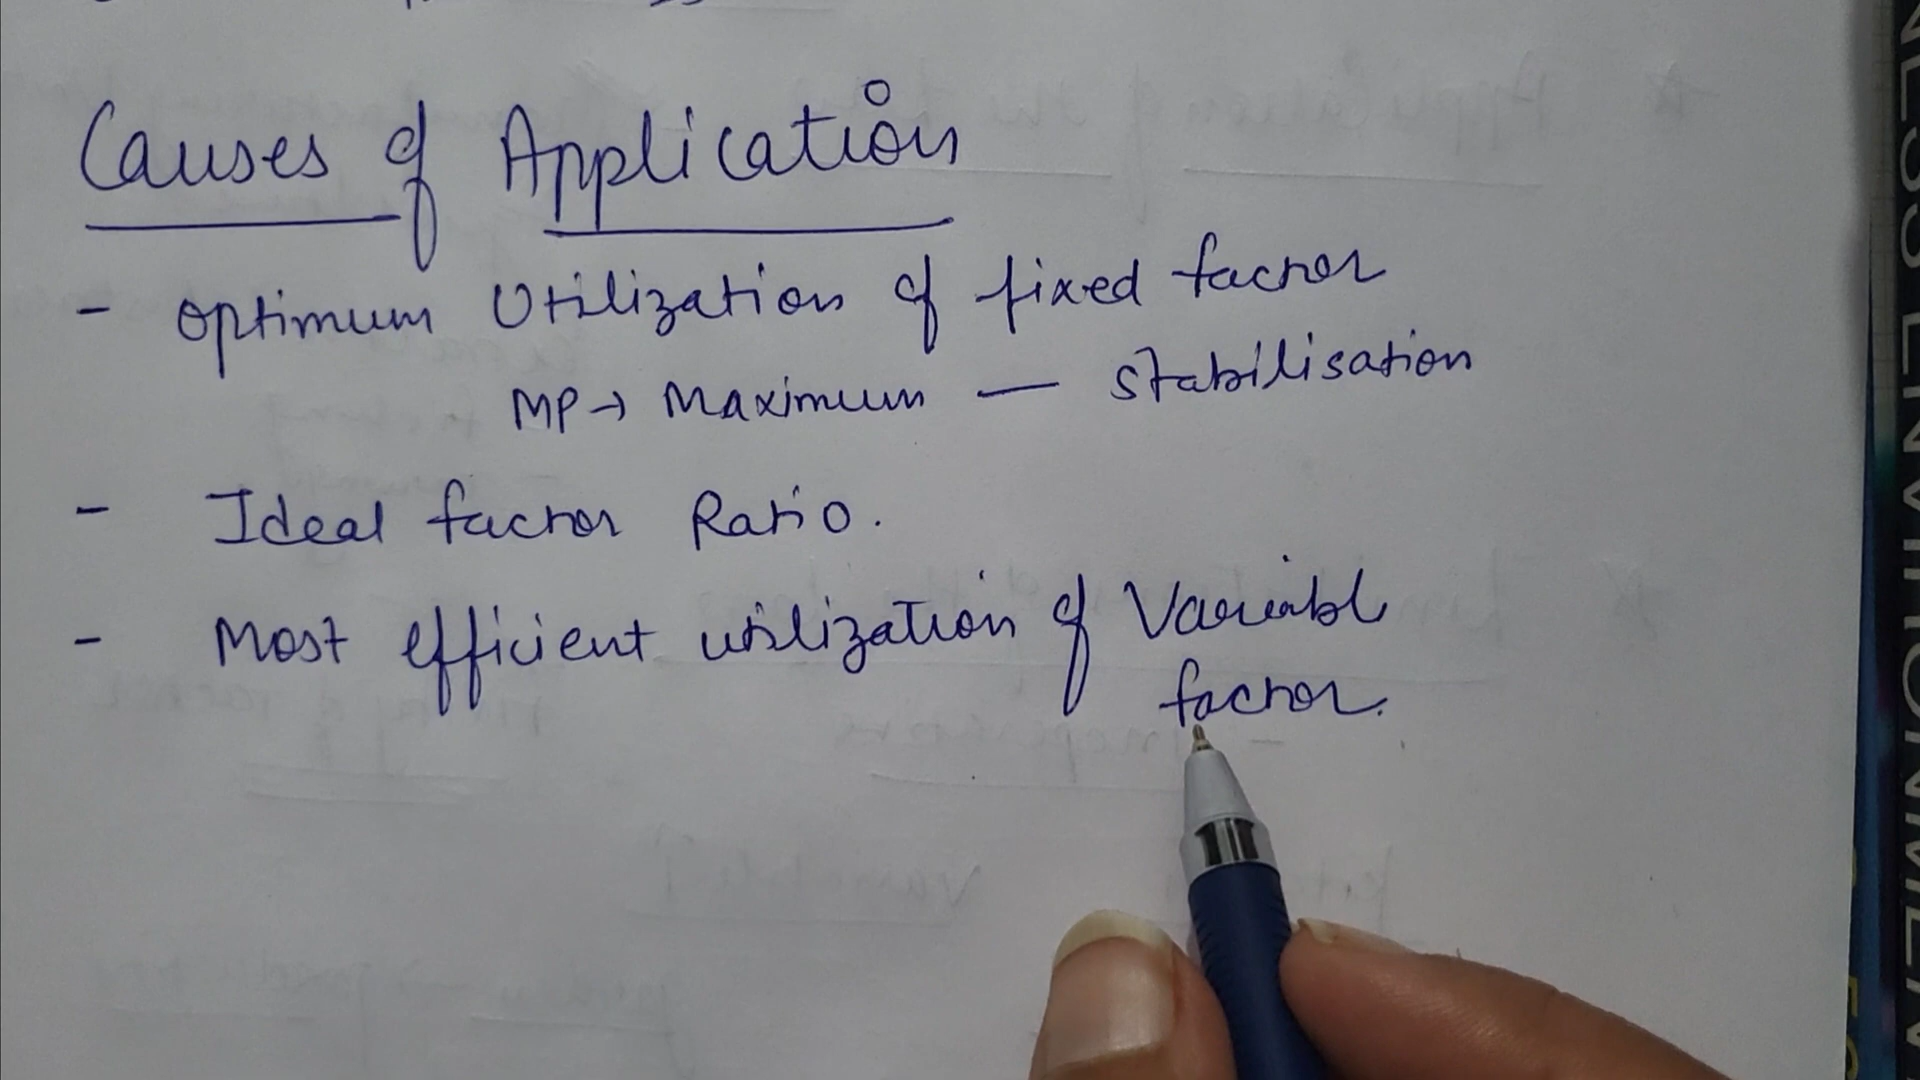 Causes of Application
- Optimum Utilization of fixed factor
MP → Maximum — Stabilisation
- Ideal factor Ratio.
- Most efficient utilization of Variabl
factor.